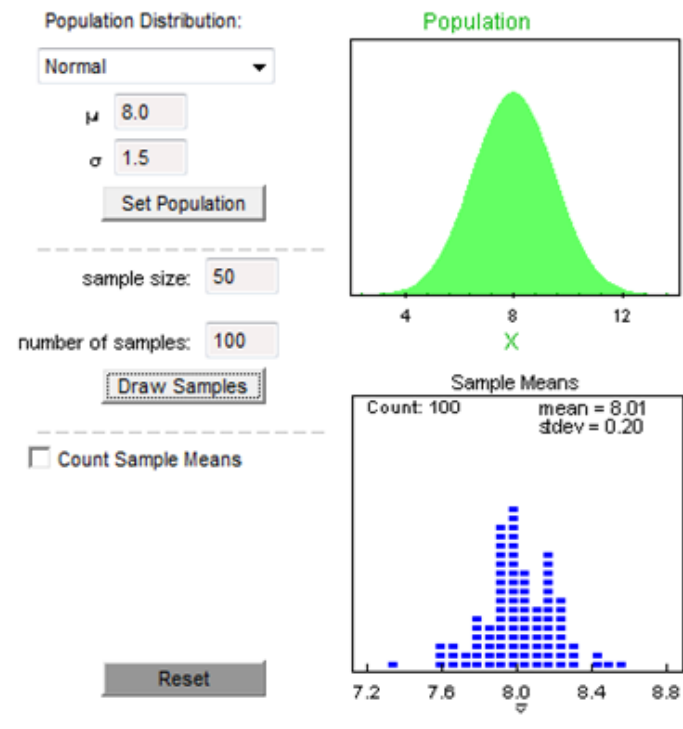 Population Distribution:
Normal
μ 8.0
σ 1.5
Set Population
sample size: 50
number of samples: 100
Draw Samples
Count Sample Means
Reset
Population
4 8 12
X
Sample Means
Count: 100 mean = 8.01
stdev = 0.20
7.2 7.6 8.0 8.4 8.8